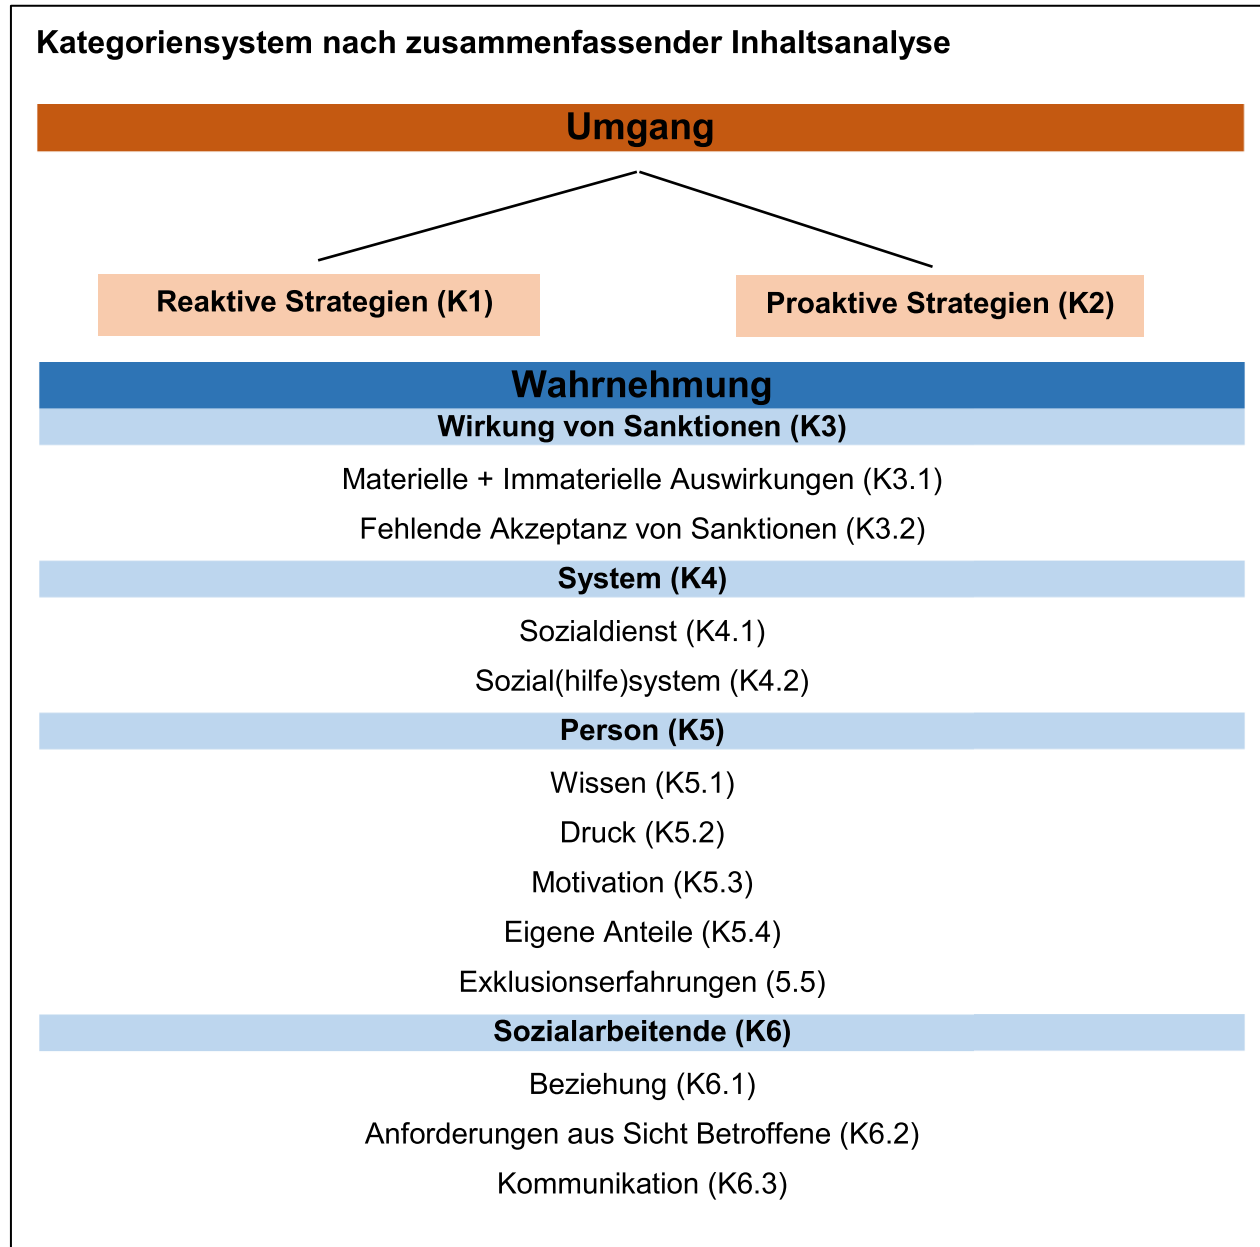 Kategoriensystem nach zusammenfassender Inhaltsanalyse
Umgang
Reaktive Strategien (K1)
Proaktive Strategien (K2)
Wahrnehmung
Wirkung von Sanktionen (K3)
Materielle + Immaterielle Auswirkungen (K3.1)
Fehlende Akzeptanz von Sanktionen (K3.2)
System (K4)
Sozialdienst (K4.1)
Sozial(hilfe)system (K4.2)
Person (K5)
Wissen (K5.1)
Druck (K5.2)
Motivation (K5.3)
Eigene Anteile (K5.4)
Exklusionserfahrungen (5.5)
Sozialarbeitende (K6)
Beziehung (K6.1)
Anforderungen aus Sicht Betroffene (K6.2)
Kommunikation (K6.3)